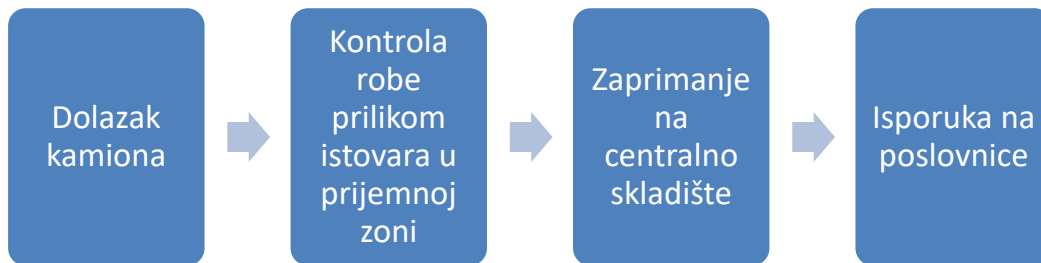 Dolazak
kamiona
Kontrola
robe
prilikom
istovara u
prijemnoj
zoni
Zaprimanje
na
centralno
skladište
Isporuka na
poslovnice